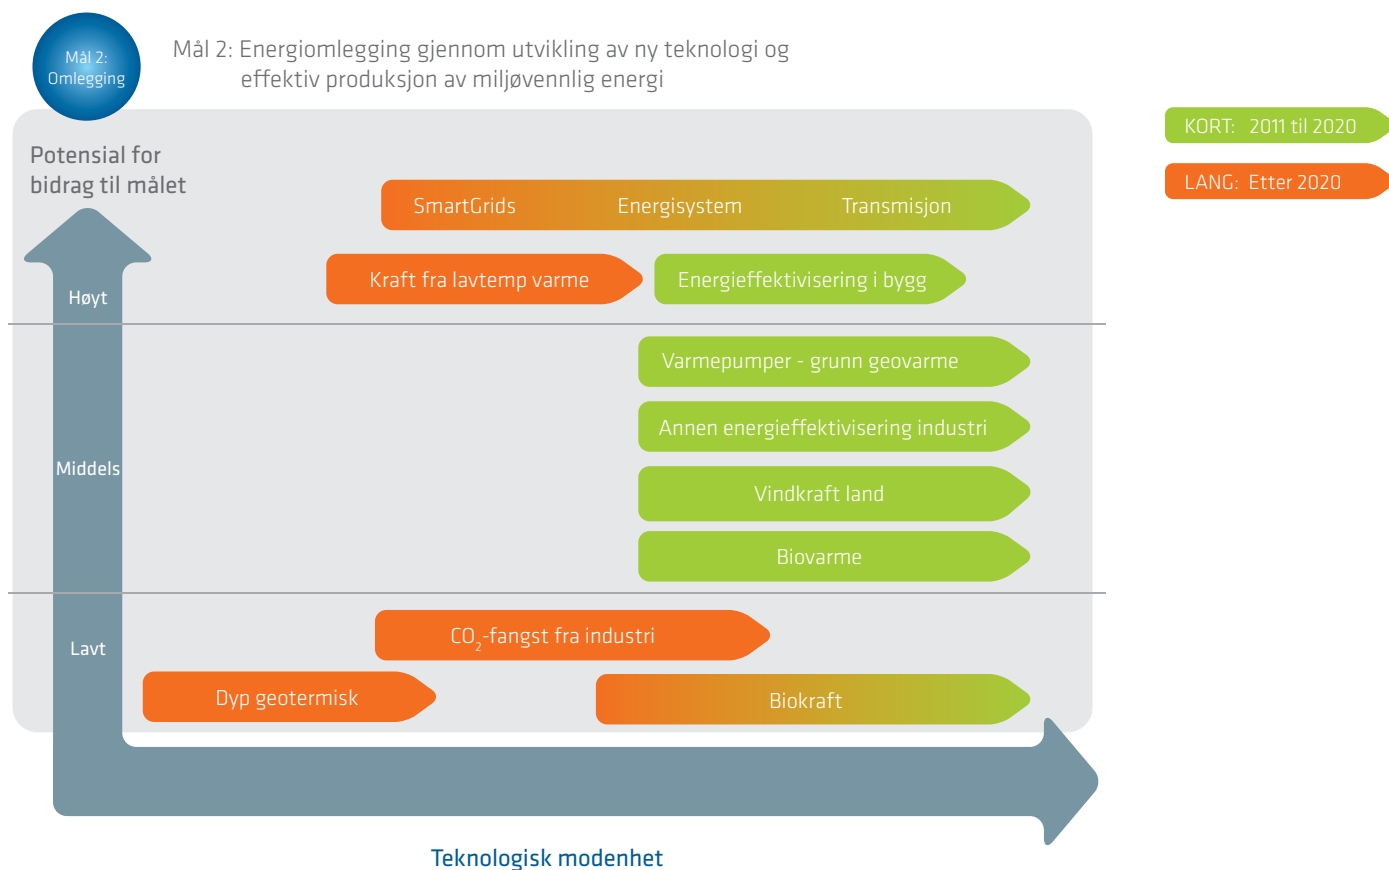 Mål 2:
Omlegging
Mål 2: Energiomlegging gjennom utvikling av ny teknologi og
effektiv produksjon av miljøvennlig energi
KORT: 2011 til 2020
LANG: Etter 2020
Potensial for
bidrag til målet
SmartGrids Energisystem Transmisjon
Kraft fra lavtemp varme Energieffektivisering i bygg
Høyt
Varmepumper - grunn geovarme
Annen energieffektivisering industri
Middels
Vindkraft land
Biovarme
CO₂-fangst fra industri
Lavt
Dyp geotermisk Biokraft
Teknologisk modenhet